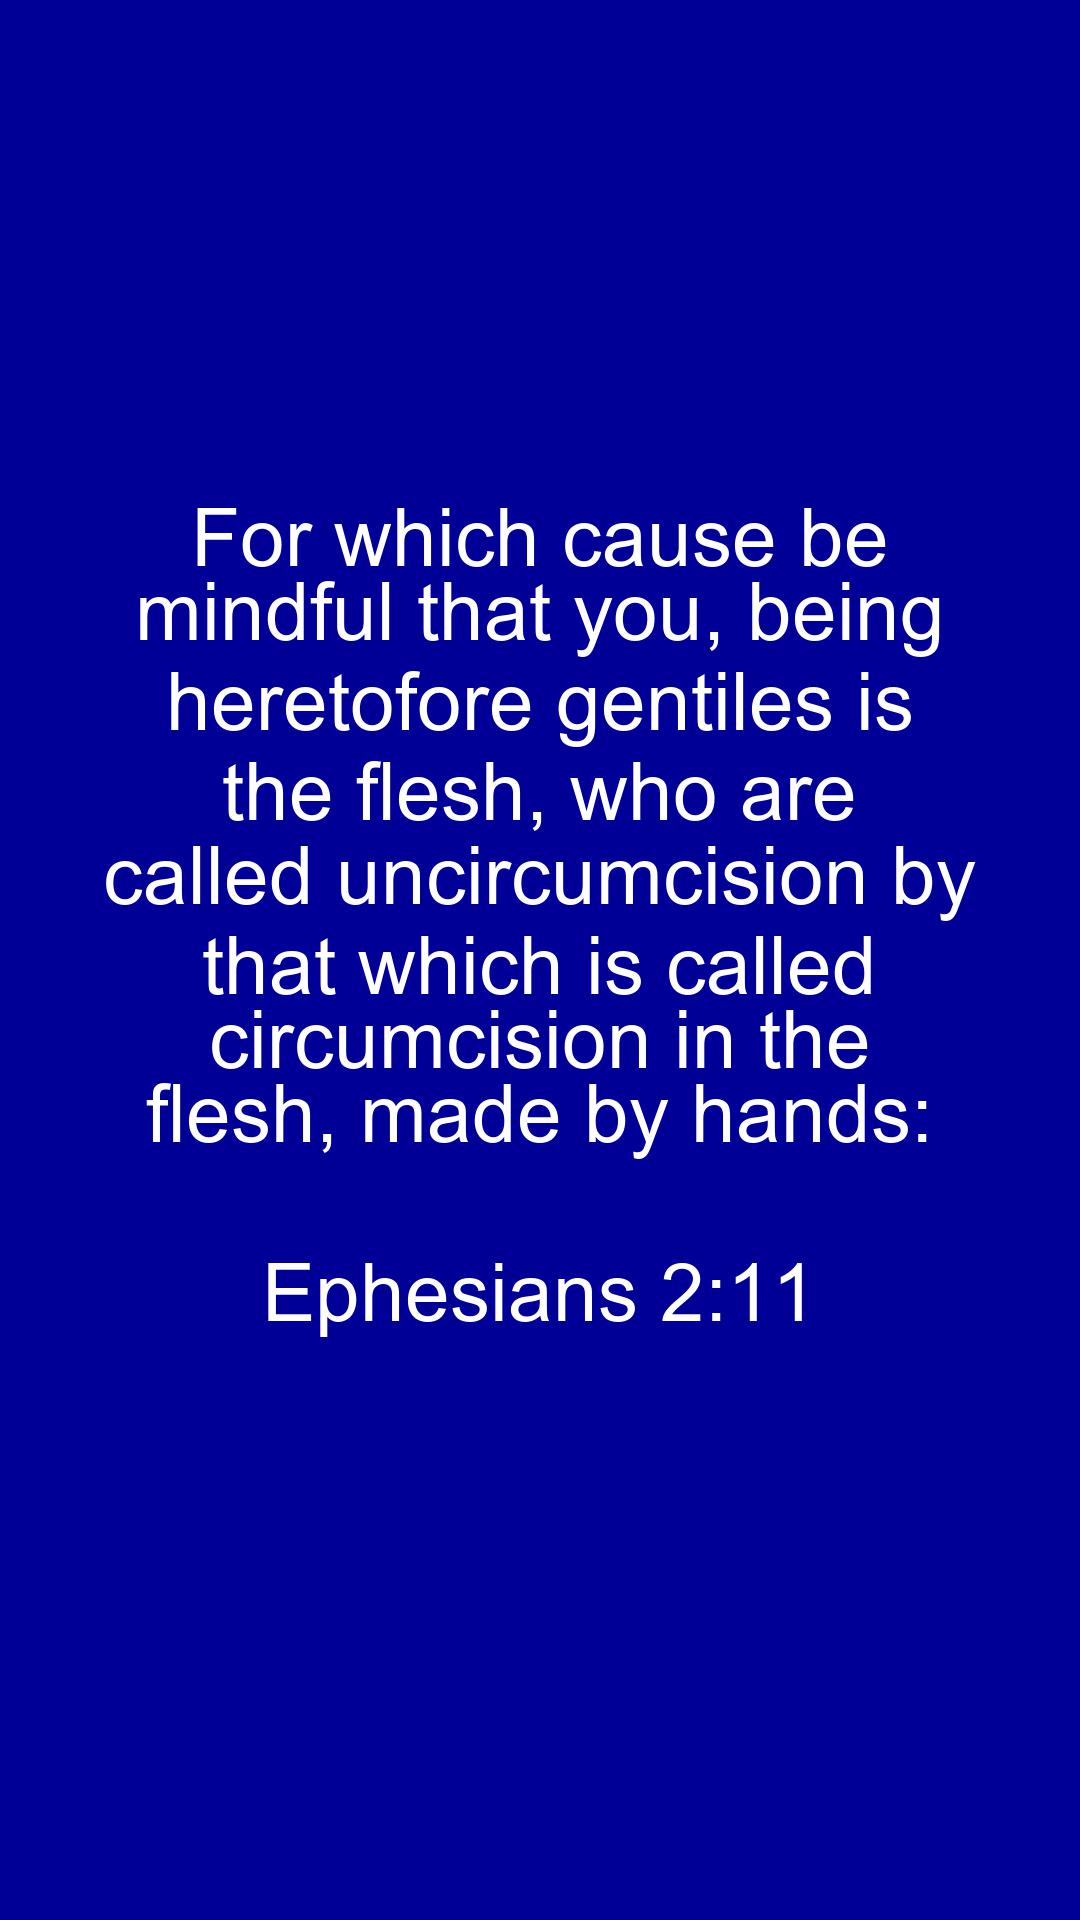 For which cause be
mindful that you, being
heretofore gentiles is
the flesh, who are
called uncircumcision by
that which is called
circumcision in the
flesh, made by hands:
Ephesians 2:11